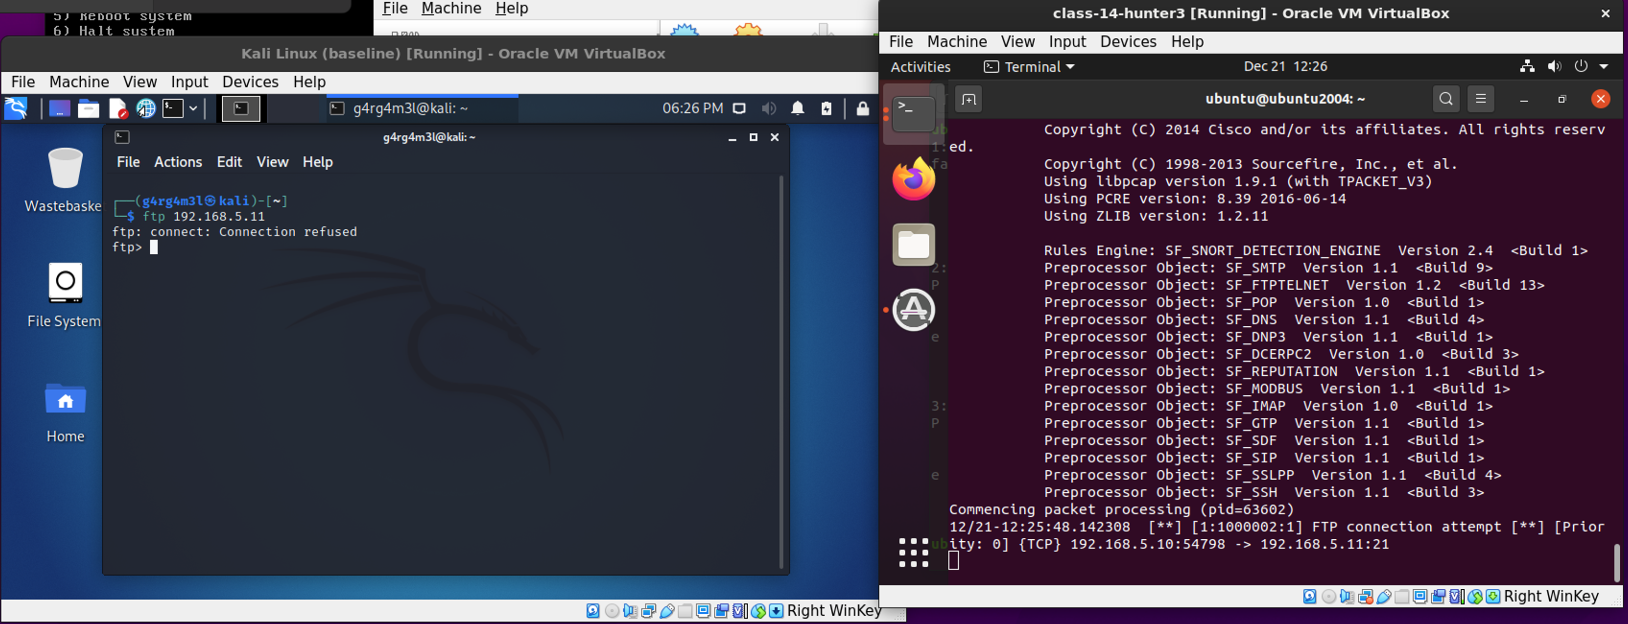 5) Reboot system
6) Halt system
File Machine Help
Kali Linux (baseline) [Running] - Oracle VM VirtualBox
File Machine View Input Devices Help
g4rg4m3l@kali: ~
06:26 PM
g4rg4m3l@kali: ~
File Actions Edit View Help
Wastebaske
File System
Home
┌──(g4rg4m3l㉿kali)-[~]
└─$ ftp 192.168.5.11
ftp: connect: Connection refused
ftp>
Right WinKey
class-14-hunter3 [Running] - Oracle VM VirtualBox
File Machine View Input Devices Help
Activities Terminal Dec 21 12:26
ubuntu@ubuntu2004: ~
Copyright (C) 2014 Cisco and/or its affiliates. All rights reserv
ed.
Copyright (C) 1998-2013 Sourcefire, Inc., et al.
Using libpcap version 1.9.1 (with TPACKET_V3)
Using PCRE version: 8.39 2016-06-14
Using ZLIB version: 1.2.11
Rules Engine: SF_SNORT_DETECTION_ENGINE Version 2.4 <Build 1>
Preprocessor Object: SF_SMTP Version 1.1 <Build 9>
Preprocessor Object: SF_FTPTELNET Version 1.2 <Build 13>
Preprocessor Object: SF_POP Version 1.0 <Build 1>
Preprocessor Object: SF_DNS Version 1.1 <Build 4>
Preprocessor Object: SF_DNP3 Version 1.1 <Build 1>
Preprocessor Object: SF_DCERPC2 Version 1.0 <Build 3>
Preprocessor Object: SF_REPUTATION Version 1.1 <Build 1>
Preprocessor Object: SF_MODBUS Version 1.1 <Build 1>
Preprocessor Object: SF_IMAP Version 1.0 <Build 1>
Preprocessor Object: SF_GTP Version 1.1 <Build 1>
Preprocessor Object: SF_SDF Version 1.1 <Build 1>
Preprocessor Object: SF_SIP Version 1.1 <Build 1>
Preprocessor Object: SF_SSLPP Version 1.1 <Build 4>
Preprocessor Object: SF_SSH Version 1.1 <Build 3>
Commencing packet processing (pid=63602)
12/21-12:25:48.142308 [**] [1:1000002:1] FTP connection attempt [**] [Prior
ity: 0] {TCP} 192.168.5.10:54798 -> 192.168.5.11:21
Right WinKey